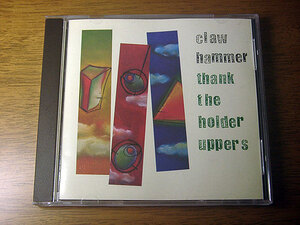 claw
hammer
thank
the
holder
uppers